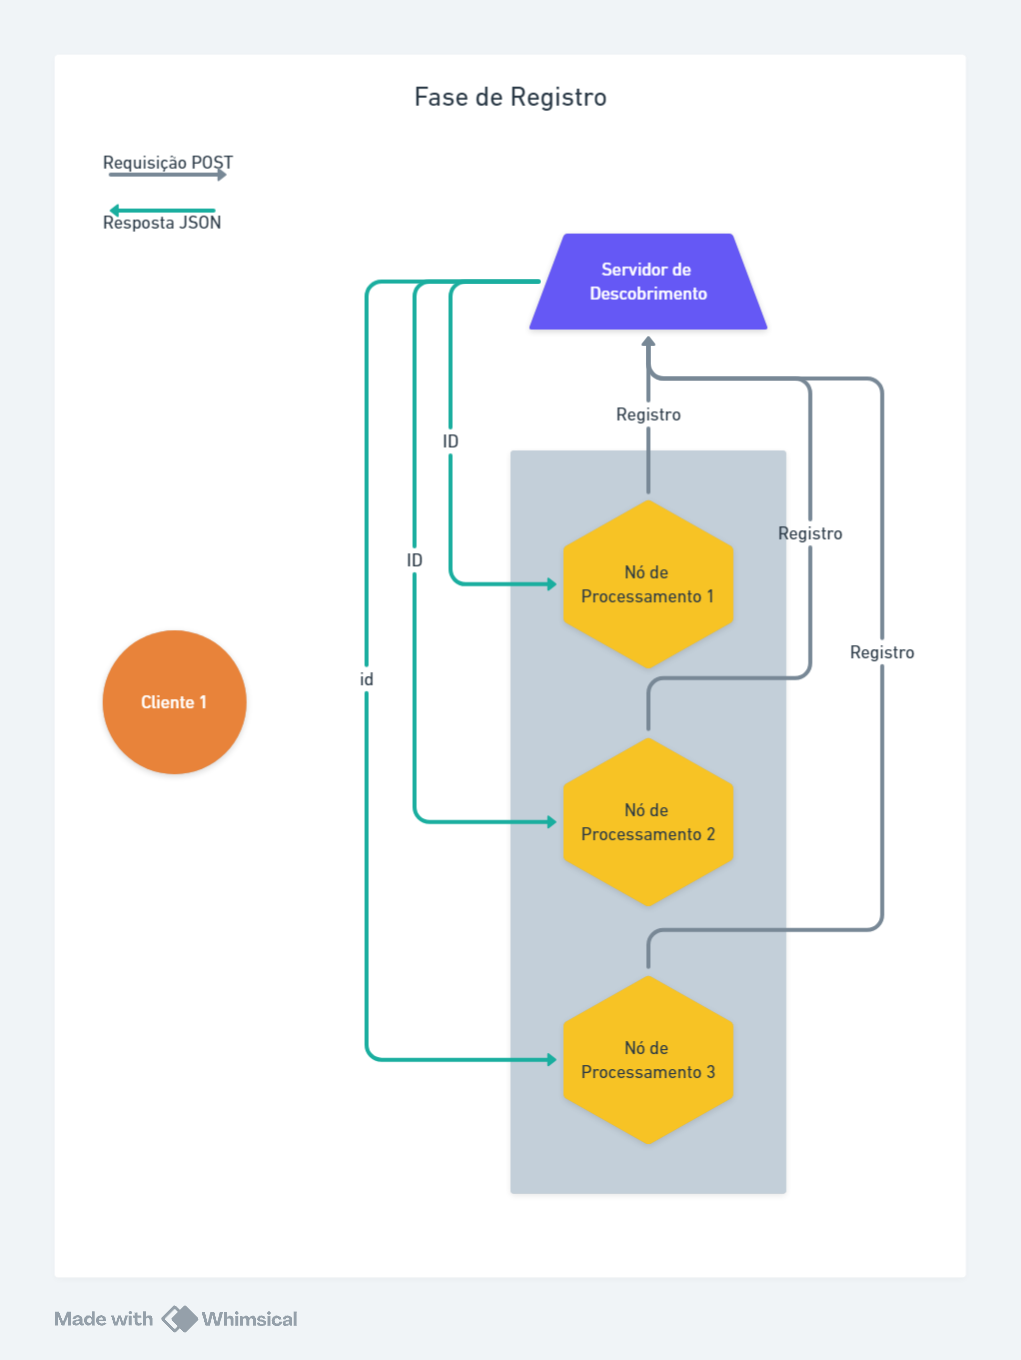 Fase de Registro
Requisição POST
Resposta JSON
Servidor de
Descobrimento
Registro
ID
Registro
ID
Nó de
Processamento 1
Registro
id
Cliente 1
Nó de
Processamento 2
Nó de
Processamento 3
Made with Whimsical